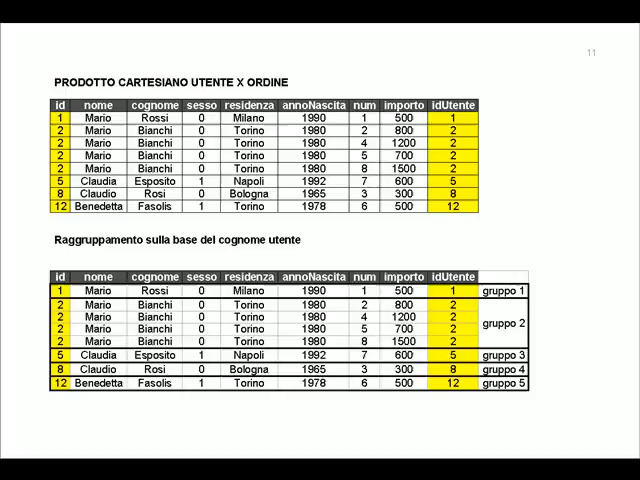 11
PRODOTTO CARTESIANO UTENTE X ORDINE
id nome cognome sesso residenza annoNascita num importo idUtente
1 Mario Rossi 0 Milano 1990 1 500 1
2 Mario Bianchi 0 Torino 1980 2 800 2
2 Mario Bianchi 0 Torino 1980 4 1200 2
2 Mario Bianchi 0 Torino 1980 5 700 2
2 Mario Bianchi 0 Torino 1980 8 1500 2
5 Claudia Esposito 1 Napoli 1992 7 600 5
8 Claudio Rosi 0 Bologna 1965 3 300 8
12 Benedetta Fasolis 1 Torino 1978 6 500 12
Raggruppamento sulla base del cognome utente
id nome cognome sesso residenza annoNascita num importo idUtente
1 Mario Rossi 0 Milano 1990 1 500 1 gruppo 1
2 Mario Bianchi 0 Torino 1980 2 800 2
2 Mario Bianchi 0 Torino 1980 4 1200 2 gruppo 2
2 Mario Bianchi 0 Torino 1980 5 700 2
2 Mario Bianchi 0 Torino 1980 8 1500 2
5 Claudia Esposito 1 Napoli 1992 7 600 5 gruppo 3
8 Claudio Rosi 0 Bologna 1965 3 300 8 gruppo 4
12 Benedetta Fasolis 1 Torino 1978 6 500 12 gruppo 5